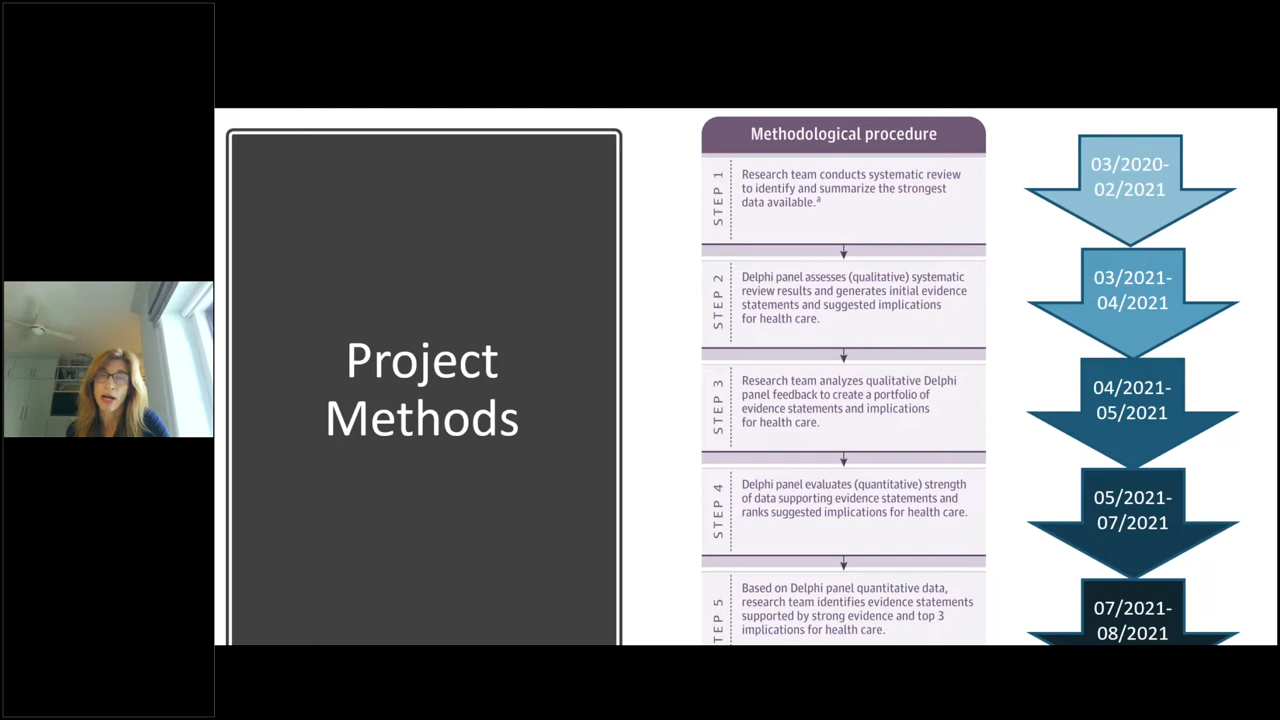 Project
Methods
Methodological procedure
STEP 1
Research team conducts systematic review
to identify and summarize the strongest
data available.ᵃ
STEP 2
Delphi panel assesses (qualitative) systematic
review results and generates initial evidence
statements and suggested implications
for health care.
STEP 3
Research team analyzes qualitative Delphi
panel feedback to create a portfolio of
evidence statements and implications
for health care.
STEP 4
Delphi panel evaluates (quantitative) strength
of data supporting evidence statements and
ranks suggested implications for health care.
TEP 5
Based on Delphi panel quantitative data,
research team identifies evidence statements
supported by strong evidence and top 3
implications for health care.
03/2020-
02/2021
03/2021-
04/2021
04/2021-
05/2021
05/2021-
07/2021
07/2021-
08/2021